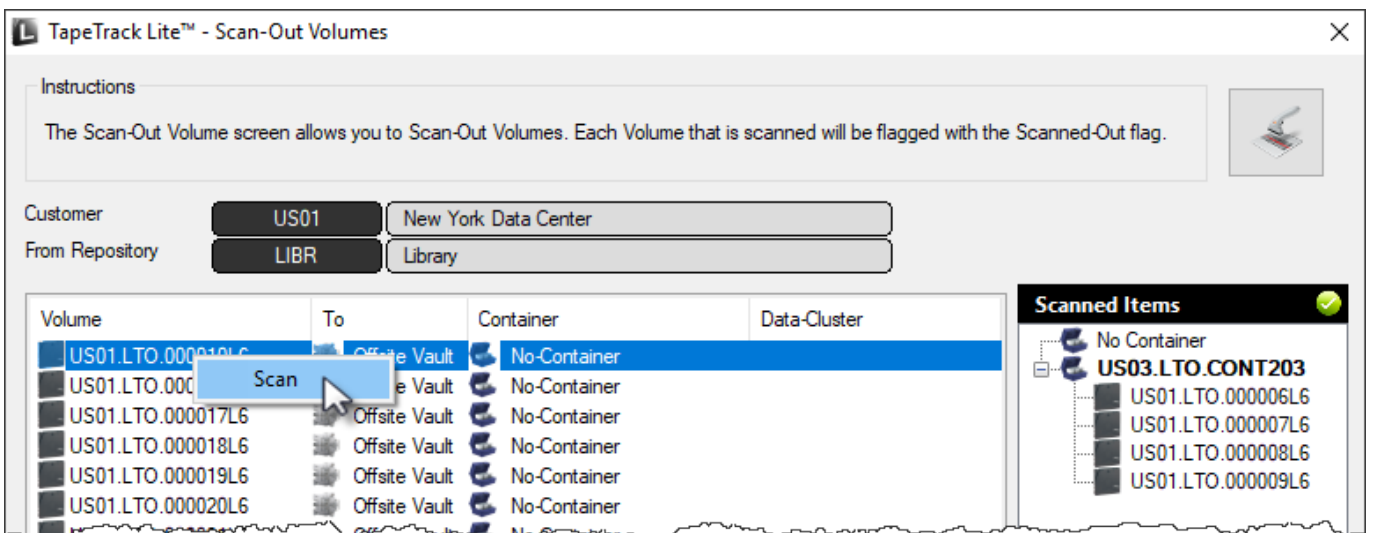 TapeTrack Lite™ - Scan-Out Volumes
Instructions
The Scan-Out Volume screen allows you to Scan-Out Volumes. Each Volume that is scanned will be flagged with the Scanned-Out flag.
Customer US01 New York Data Center
From Repository LIBR Library
Volume To Container Data-Cluster
Offsite Vault No-Container
Scan
No-Container
US01.LTO.000017L6 Offsite Vault No-Container
US01.LTO.000018L6 Offsite Vault No-Container
US01.LTO.000019L6 Offsite Vault No-Container
US01.LTO.000020L6 Offsite Vault No-Container
Scanned Items
No Container
US03.LTO.CONT203
US01.LTO.000006L6
US01.LTO.000007L6
US01.LTO.000008L6
US01.LTO.000009L6